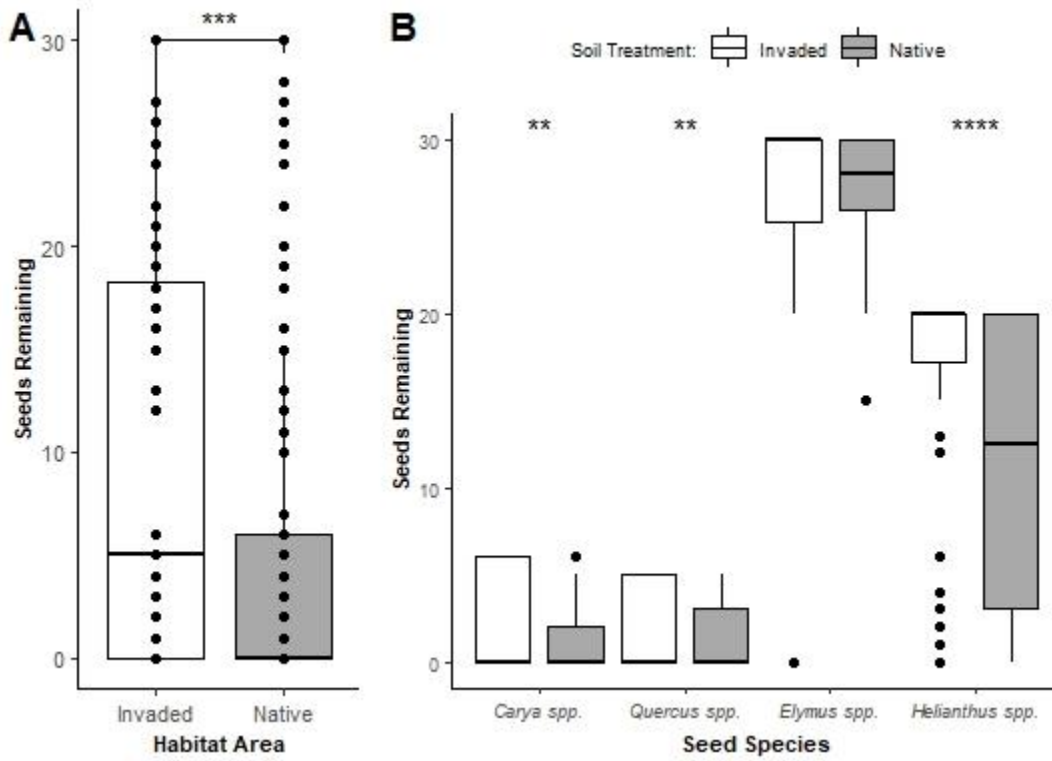 A
***
30
20
10
0
Seeds Remaining
Invaded Native
Habitat Area
B
Soil Treatment: Invaded Native
** ** ****
30
20
10
0
Seeds Remaining
Carya spp. Quercus spp. Elymus spp. Helianthus spp.
Seed Species